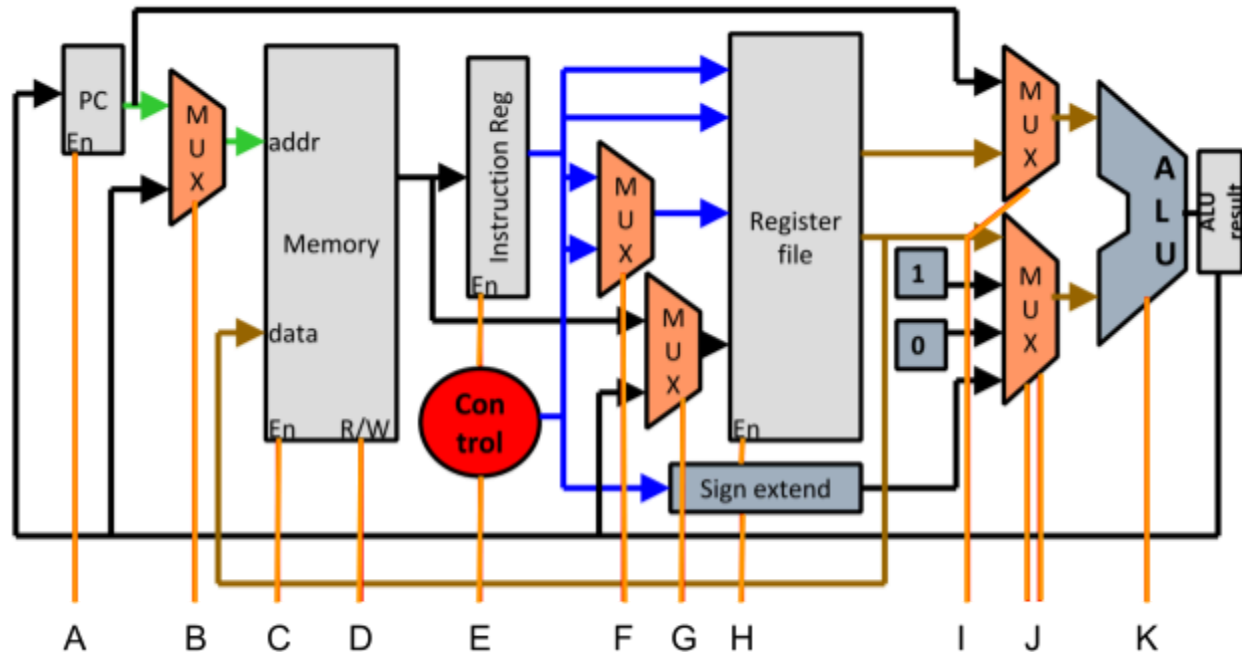 PC
En
M
U
X
addr
Memory
data
En
R/W
Instruction Reg
En
Con
trol
M
U
X
M
U
X
Register
file
En
Sign extend
1
0
M
U
X
M
U
X
A
L
U
ALU
result
A
B
C
D
E
F
G
H
I
J
K